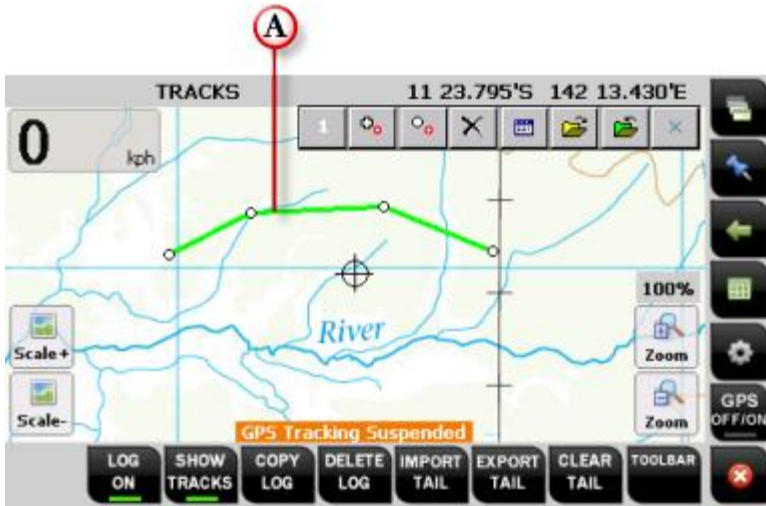 A
TRACKS 11 23.795'S 142 13.430'E
1
0
kph
100%
River
Scale+
Zoom
Scale-
Zoom
GPS
OFF/ON
GPS Tracking Suspended
LOG
ON
SHOW
TRACKS
COPY
LOG
DELETE
LOG
IMPORT
TAIL
EXPORT
TAIL
CLEAR
TAIL
TOOLBAR